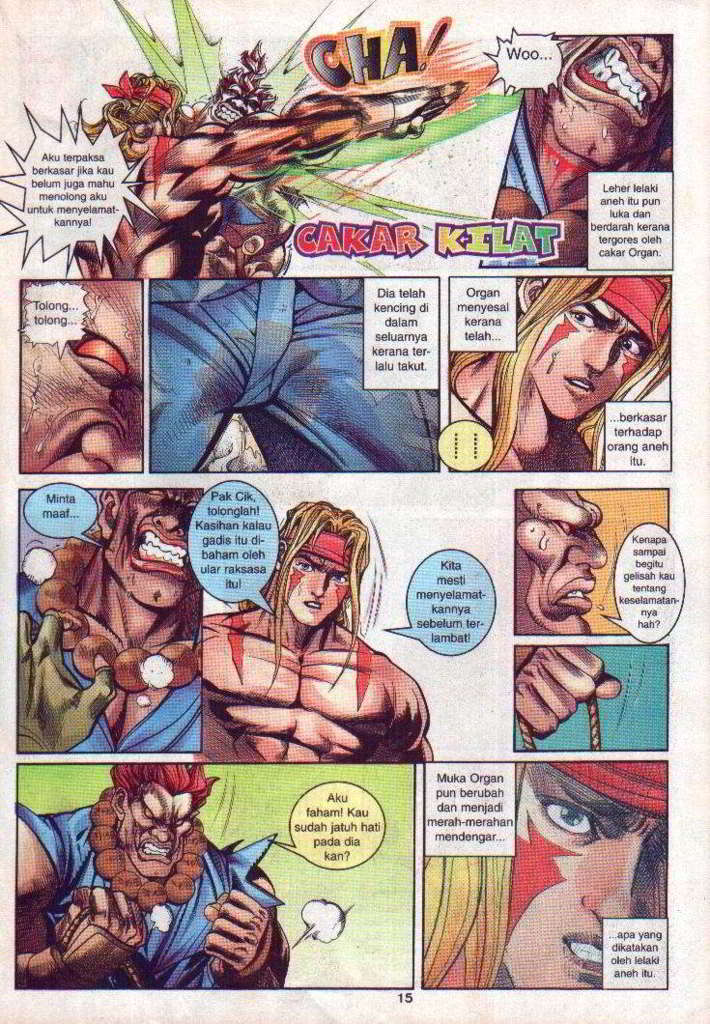 CHA!
Woo...
Aku terpaksa
berkasar jika kau
belum juga mahu
menolong aku
untuk menyelamat-
kannya!
CAKAR KILAT
Leher lelaki
aneh itu pun
luka dan
berdarah kerana
tergores oleh
cakar Organ.
Tolong...
tolong...
Dia telah
kencing di
dalam
seluarnya
kerana ter-
lalu takut.
Organ
menyesal
kerana
telah...
...berkasar
terhadap
orang aneh
itu.
Minta
maaf...
Pak Cik,
tolonglah!
Kasihan kalau
gadis itu di-
baham oleh
ular raksasa
itu!
Kita
mesti
menyelamat-
kannya
sebelum ter-
lambat!
Kenapa
sampai
begitu
gelisah kau
tentang
keselamatan-
nya
hah?
Aku
faham! Kau
sudah jatuh hati
pada dia
kan?
Muka Organ
pun berubah
dan menjadi
merah-merahan
mendengar...
...apa yang
dikatakan
oleh lelaki
aneh itu.
15